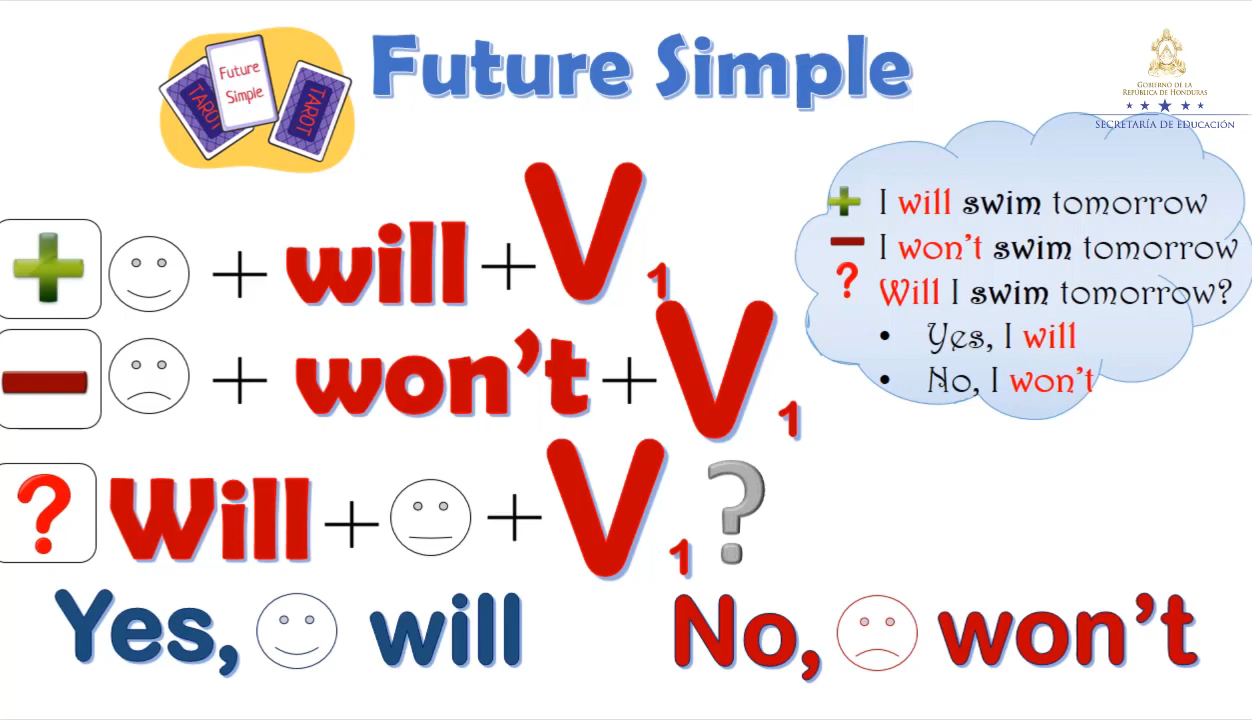 Future Simple
TAROT
Future
Simple
TAROT
GOBIERNO DE LA
REPÚBLICA DE HONDURAS
SECRETARÍA DE EDUCACIÓN
+ I will swim tomorrow
− I won't swim tomorrow
? Will I swim tomorrow?
• Yes, I will
• No, I won't
+ + will + V1
− + won't + V1
? Will + + V1 ?
Yes, will
No, won't